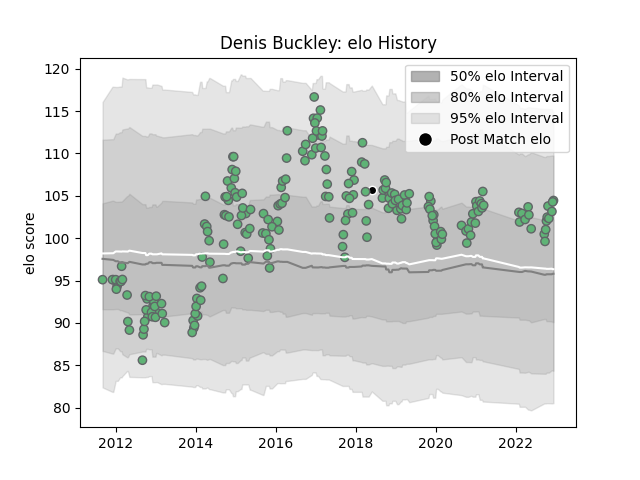 Denis Buckley: elo History
50% elo Interval
80% elo Interval
95% elo Interval
Post Match elo
elo score
120
115
110
105
100
95
90
85
80
2012
2014
2016
2018
2020
2022